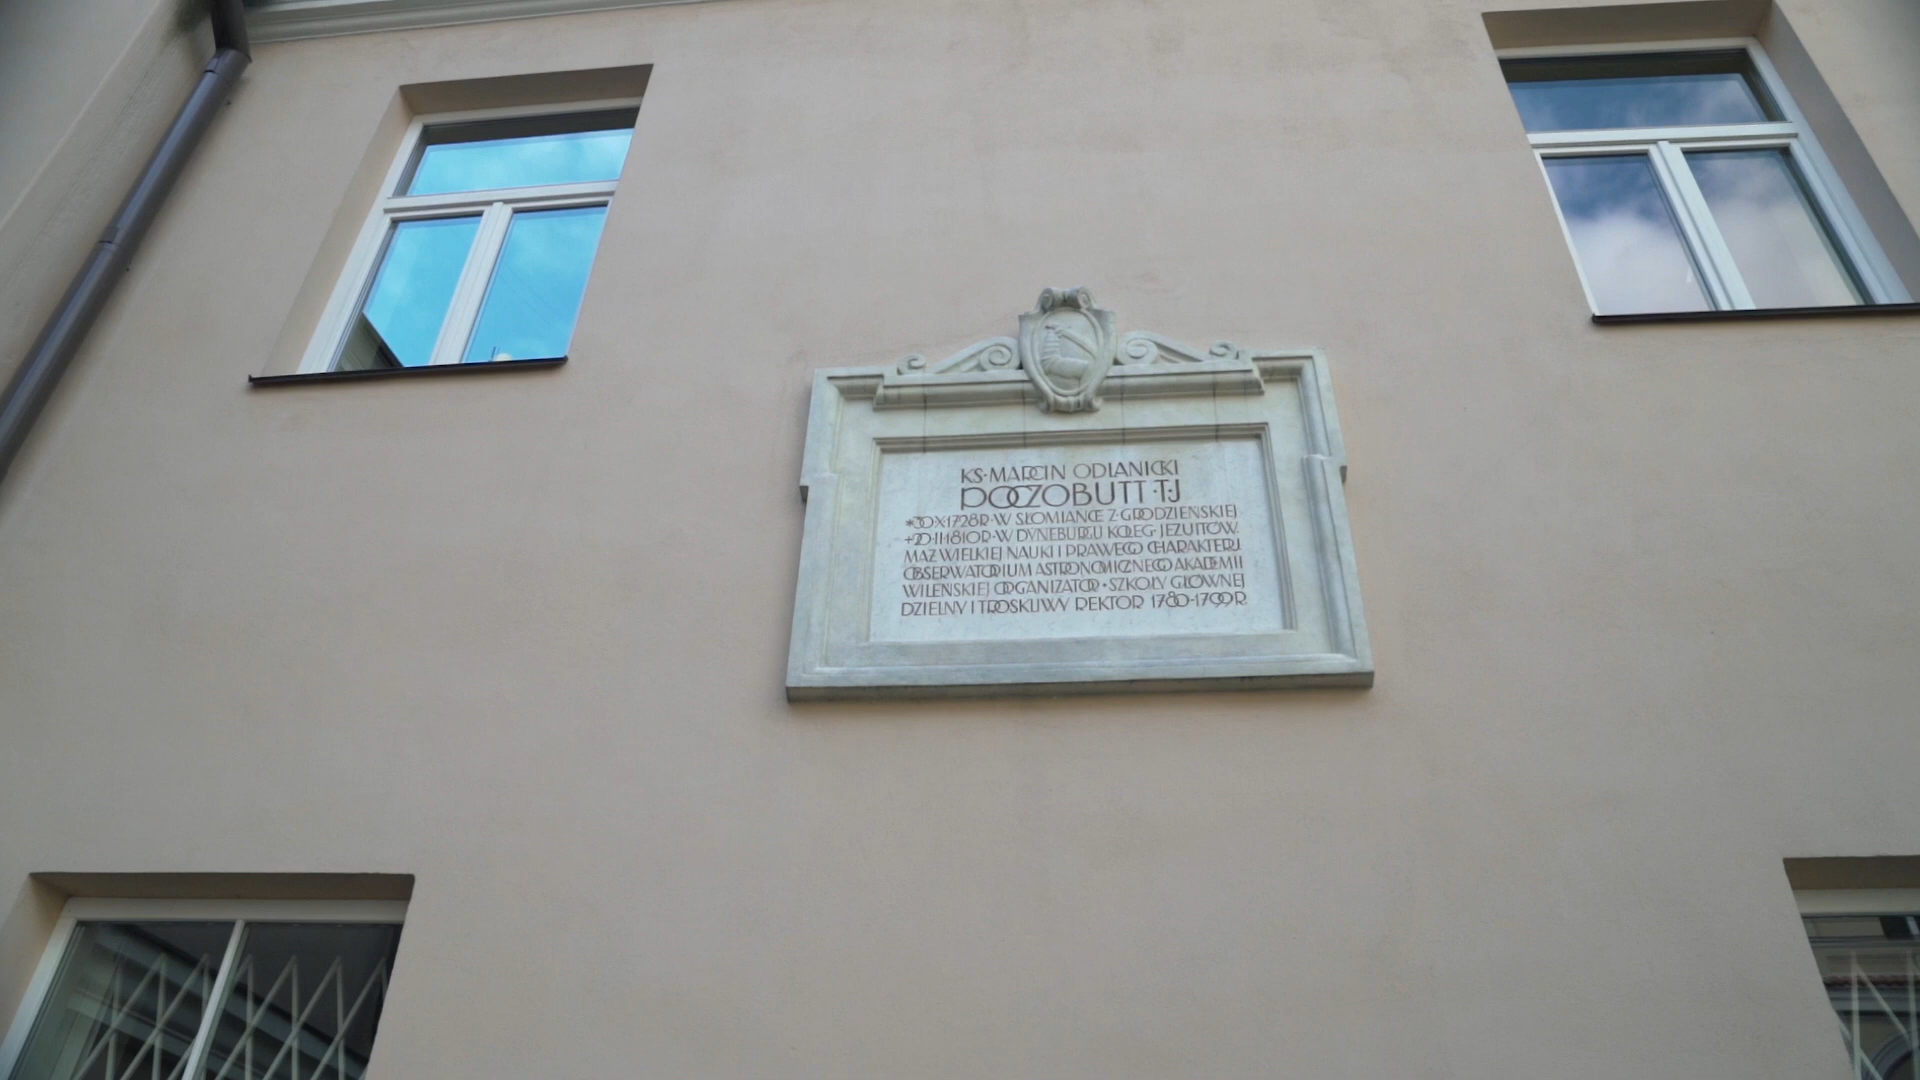 KS·MARCIN ODLANICKI
POCZOBUTT·T·J
*30·X·1728R·W SŁOMIANCE Z·GRODZIEŃSKIEJ
+20·II·1810R·W DYNEBURGU KOLEG·JEZUITÓW·
MĄŻ WIELKIEJ NAUKI I PRAWEGO CHARAKTERU
OBSERWATORIUM ASTRONOMICZNEGO AKADEMII
WILEŃSKIEJ ORGANIZATOR·SZKOŁY GŁÓWNEJ
DZIELNY I TROSKLIWY REKTOR 1780-1799R